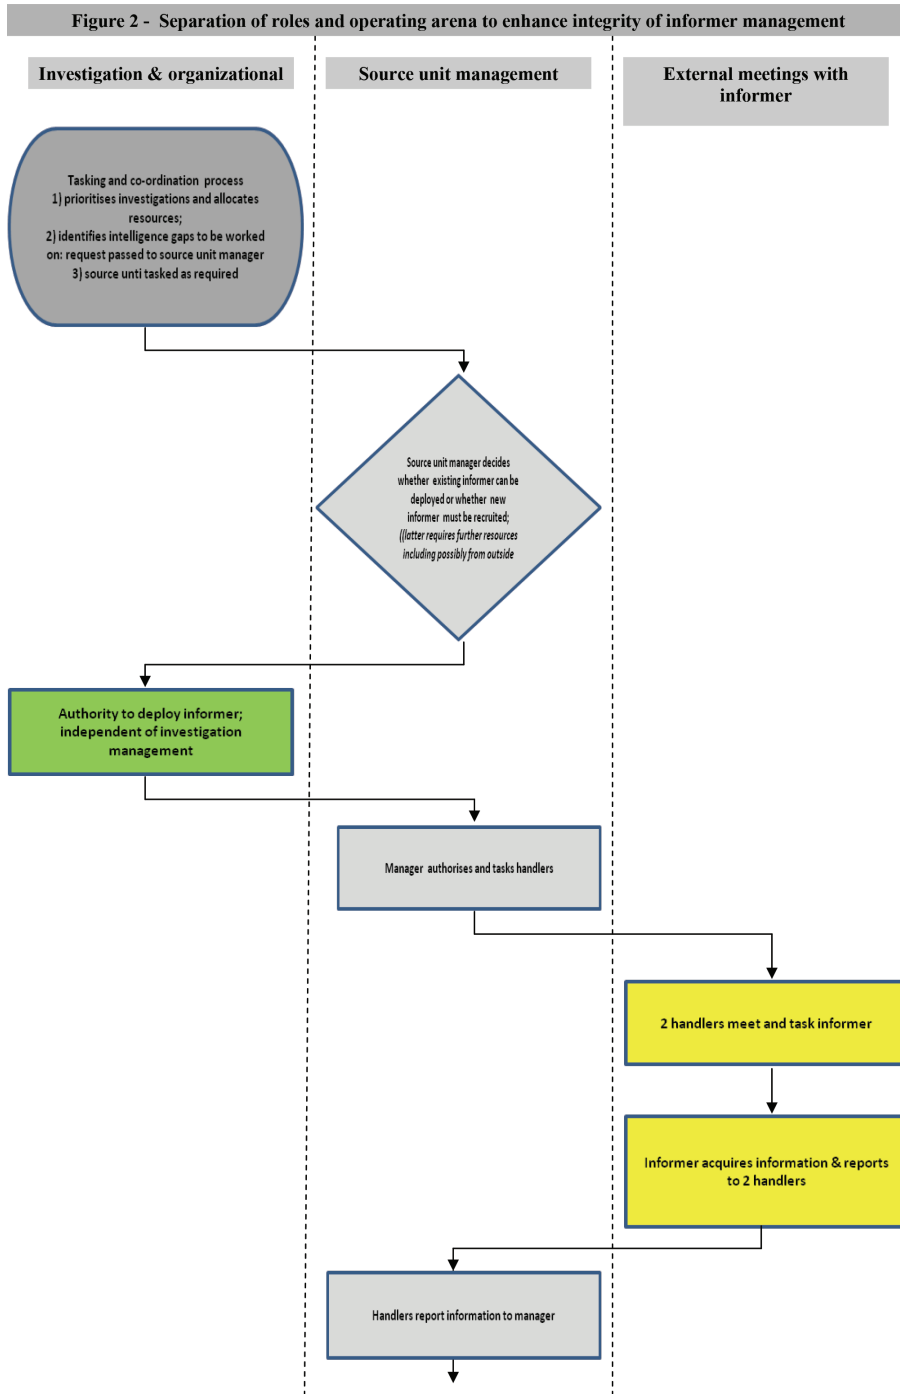 Figure 2 - Separation of roles and operating arena to enhance integrity of informer management
Investigation & organizational
Source unit management
External meetings with
informer
Tasking and co-ordination process
1) prioritises investigations and allocates
resources;
2) identifies intelligence gaps to be worked
on: request passed to source unit manager
3) source unti tasked as required
Source unit manager decides
whether existing informer can be
deployed or whether new
informer must be recruited;
((latter requires further resources
including possibly from outside
Authority to deploy informer;
independent of investigation
management
Manager authorises and tasks handlers
2 handlers meet and task informer
Informer acquires information & reports
to 2 handlers
Handlers report information to manager